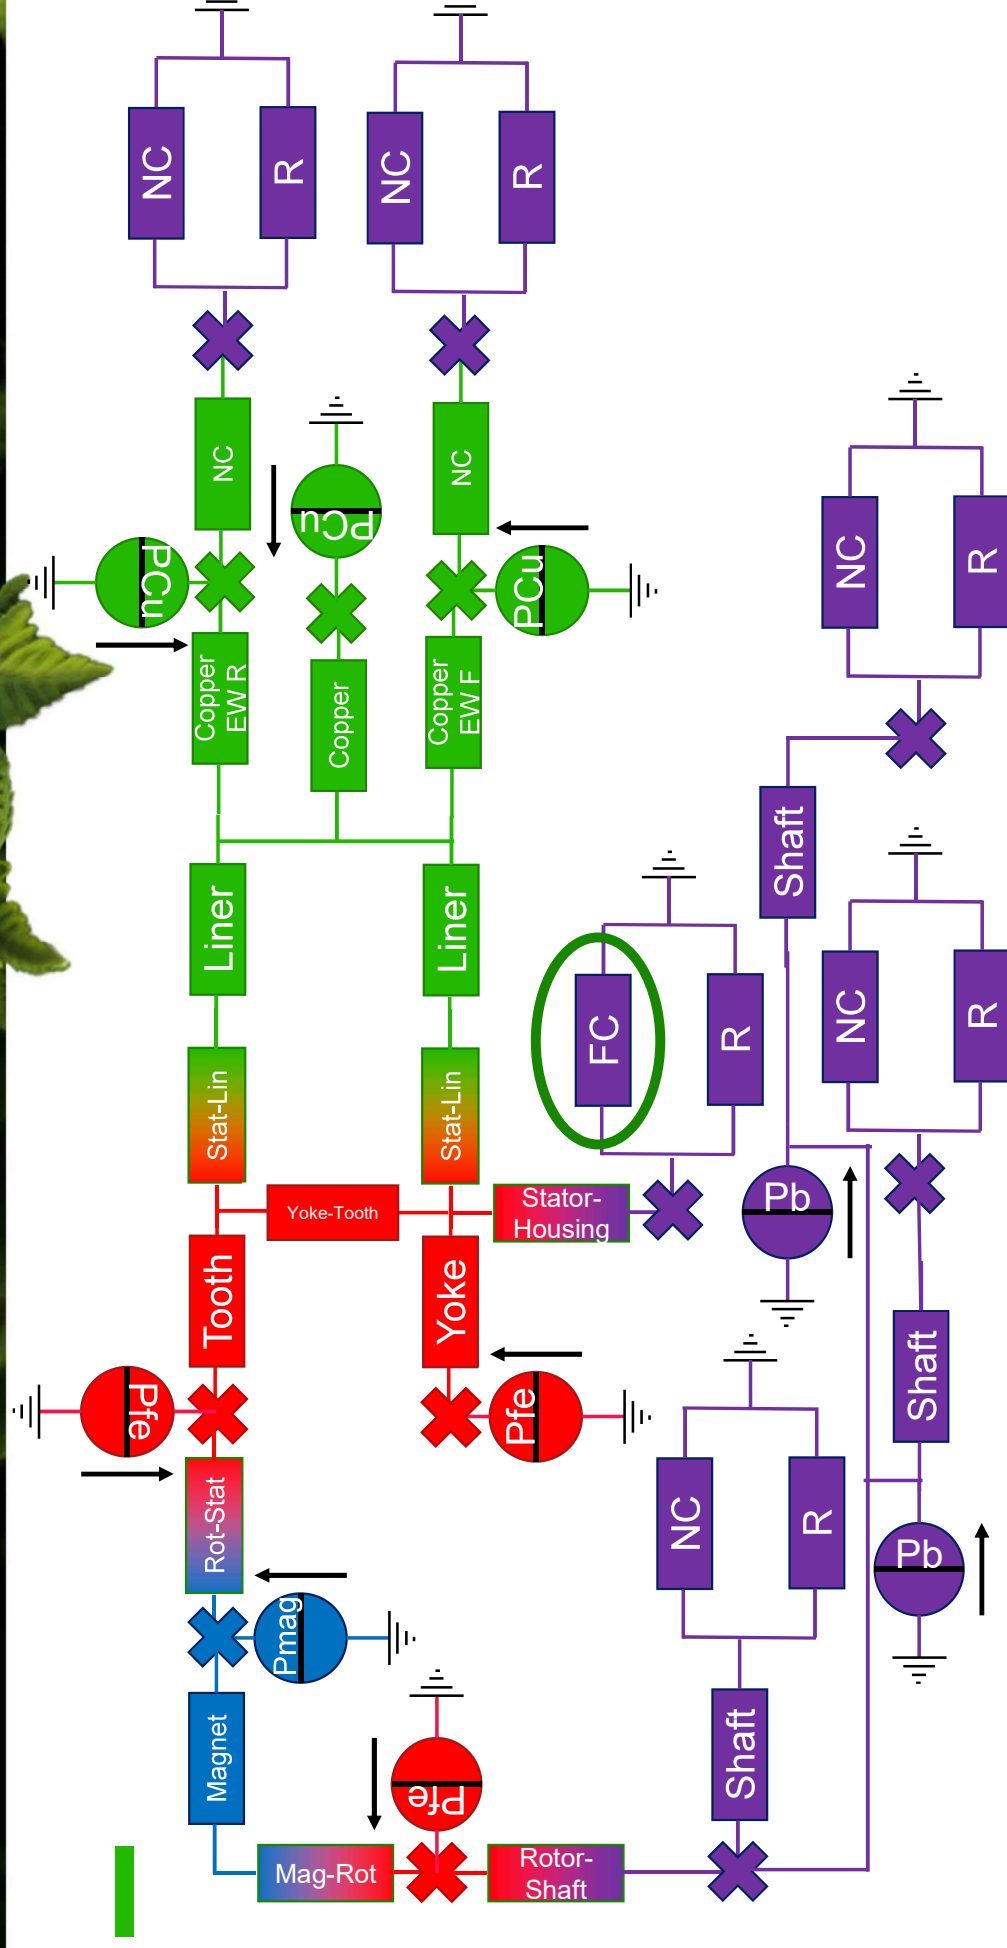 NC
R
NC
R
NC
PCu
PCu
NC
PCu
Copper
EW R
Copper
Copper
EW F
NC
R
Liner
Liner
Shaft
FC
R
NC
R
Stat-Lin
Stat-Lin
Yoke-Tooth
Stator-
Housing
Pb
Tooth
Yoke
Pfe
Pfe
Shaft
Rot-Stat
NC
R
Pb
Pmag
Magnet
Pfe
Shaft
Mag-Rot
Rotor-
Shaft